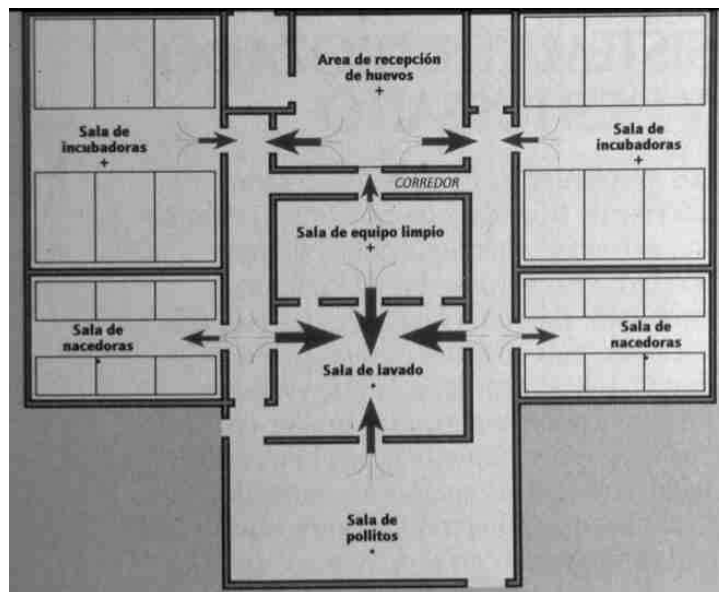 Area de recepción
de huevos
+
Sala de
incubadoras
+
Sala de
incubadoras
+
CORREDOR
Sala de equipo limpio
+
Sala de
nacedoras
Sala de lavado
-
Sala de
nacedoras
Sala de
pollitos